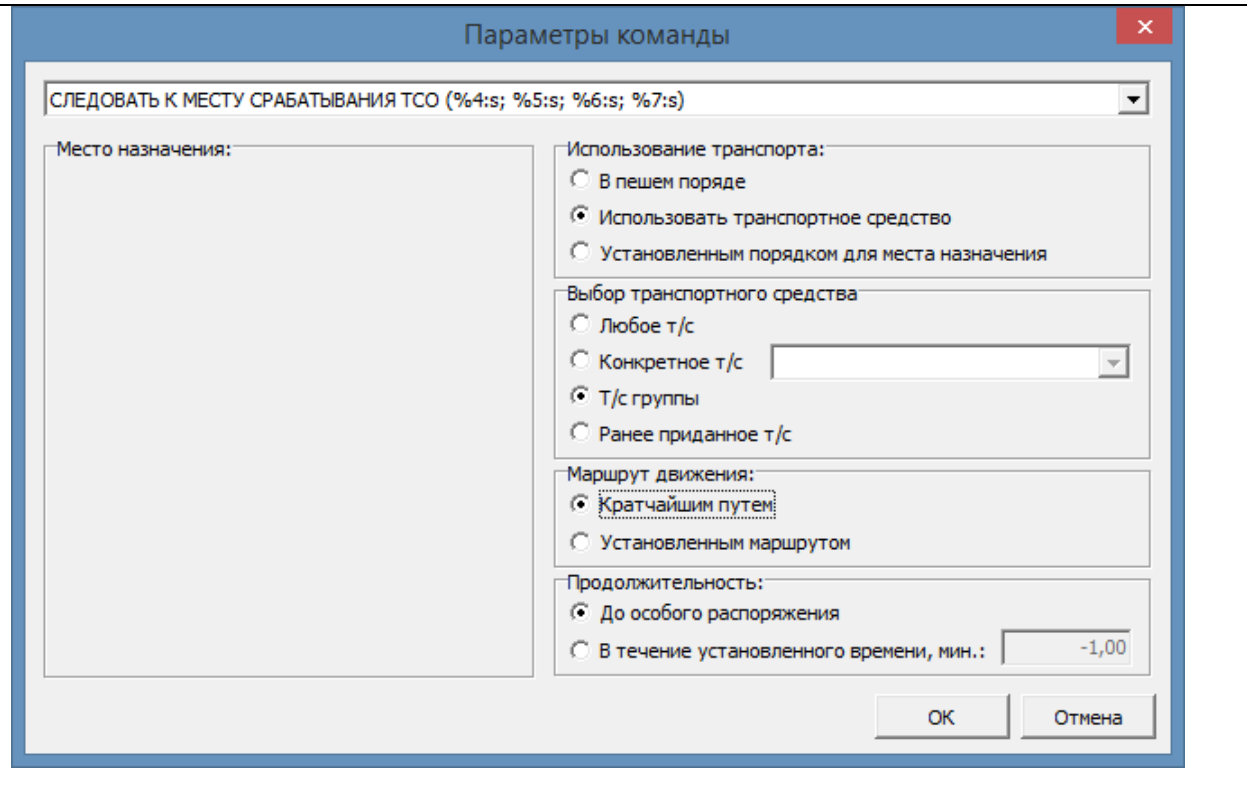 Параметры команды
СЛЕДОВАТЬ К МЕСТУ СРАБАТЫВАНИЯ ТСО (%4:s; %5:s; %6:s; %7:s)
Место назначения:
Использование транспорта:
В пешем поряде
Использовать транспортное средство
Установленным порядком для места назначения
Выбор транспортного средства
Любое т/с
Конкретное т/с
Т/с группы
Ранее приданное т/с
Маршрут движения:
Кратчайшим путем
Установленным маршрутом
Продолжительность:
До особого распоряжения
В течение установленного времени, мин.: -1,00
ОК Отмена